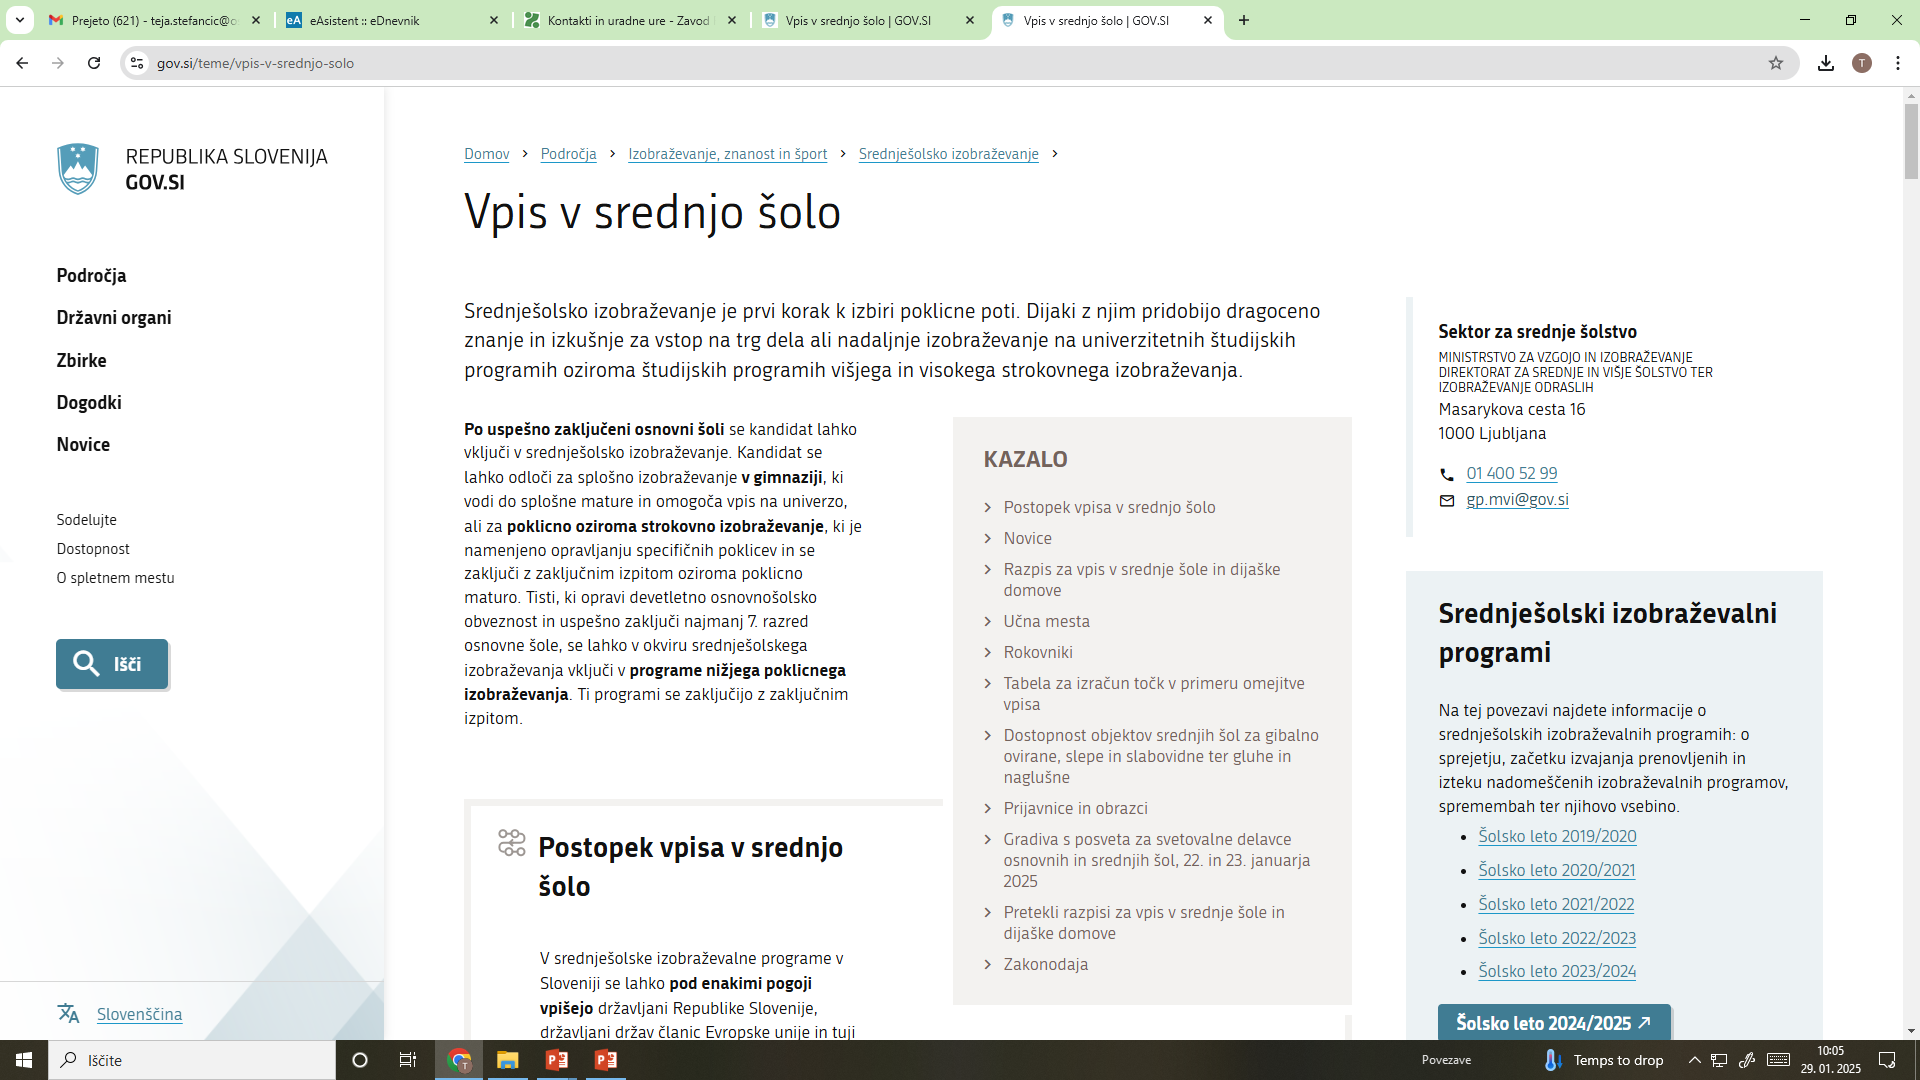 Prejeto (621) - teja.stefancic@o
eAsistent :: eDnevnik
Kontakti in uradne ure - Zavod
Vpis v srednjo šolo | GOV.SI
Vpis v srednjo šolo | GOV.SI
gov.si/teme/vpis-v-srednjo-solo
T
REPUBLIKA SLOVENIJA
GOV.SI
Področja
Državni organi
Zbirke
Dogodki
Novice
Sodelujte
Dostopnost
O spletnem mestu
Išči
Slovenščina
Domov
Področja
Izobraževanje, znanost in šport
Srednješolsko izobraževanje
Vpis v srednjo šolo
Srednješolsko izobraževanje je prvi korak k izbiri poklicne poti. Dijaki z njim pridobijo dragoceno
znanje in izkušnje za vstop na trg dela ali nadaljnje izobraževanje na univerzitetnih študijskih
programih oziroma študijskih programih višjega in visokega strokovnega izobraževanja.
Po uspešno zaključeni osnovni šoli se kandidat lahko
vključi v srednješolsko izobraževanje. Kandidat se
lahko odloči za splošno izobraževanje v gimnaziji, ki
vodi do splošne mature in omogoča vpis na univerzo,
ali za poklicno oziroma strokovno izobraževanje, ki je
namenjeno opravljanju specifičnih poklicev in se
zaključi z zaključnim izpitom oziroma poklicno
maturo. Tisti, ki opravi devetletno osnovnošolsko
obveznost in uspešno zaključi najmanj 7. razred
osnovne šole, se lahko v okviru srednješolskega
izobraževanja vključi v programe nižjega poklicnega
izobraževanja. Ti programi se zaključijo z zaključnim
izpitom.
Postopek vpisa v srednjo
šolo
V srednješolske izobraževalne programe v
Sloveniji se lahko pod enakimi pogoji
vpišejo državljani Republike Slovenije,
državljani držav članic Evropske unije in tuji
KAZALO
Postopek vpisa v srednjo šolo
Novice
Razpis za vpis v srednje šole in dijaške
domove
Učna mesta
Rokovniki
Tabela za izračun točk v primeru omejitve
vpisa
Dostopnost objektov srednjih šol za gibalno
ovirane, slepe in slabovidne ter gluhe in
naglušne
Prijavnice in obrazci
Gradiva s posveta za svetovalne delavce
osnovnih in srednjih šol, 22. in 23. januarja
2025
Pretekli razpisi za vpis v srednje šole in
dijaške domove
Zakonodaja
Sektor za srednje šolstvo
MINISTRSTVO ZA VZGOJO IN IZOBRAŽEVANJE
DIREKTORAT ZA SREDNJE IN VIŠJE ŠOLSTVO TER
IZOBRAŽEVANJE ODRASLIH
Masarykova cesta 16
1000 Ljubljana
01 400 52 99
gp.mvi@gov.si
Srednješolski izobraževalni
programi
Na tej povezavi najdete informacije o
srednješolskih izobraževalnih programih: o
sprejetju, začetku izvajanja prenovljenih in
izteku nadomeščenih izobraževalnih programov,
spremembah ter njihovo vsebino.
Šolsko leto 2019/2020
Šolsko leto 2020/2021
Šolsko leto 2021/2022
Šolsko leto 2022/2023
Šolsko leto 2023/2024
Šolsko leto 2024/2025
Iščite
Povezave
Temps to drop
10:05
29. 01. 2025